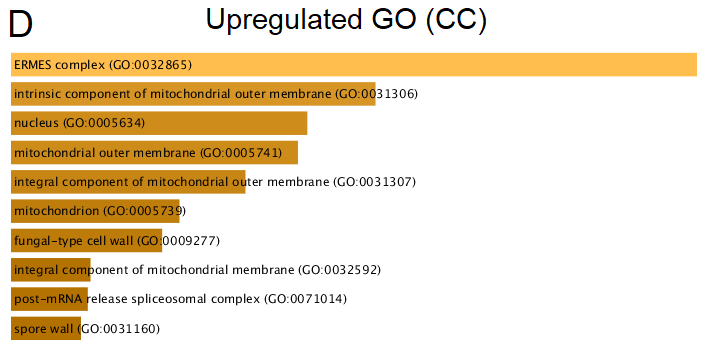 D
Upregulated GO (CC)
ERMES complex (GO:0032865)
intrinsic component of mitochondrial outer membrane (GO:0031306)
nucleus (GO:0005634)
mitochondrial outer membrane (GO:0005741)
integral component of mitochondrial outer membrane (GO:0031307)
mitochondrion (GO:0005739)
fungal-type cell wall (GO:0009277)
integral component of mitochondrial membrane (GO:0032592)
post-mRNA release spliceosomal complex (GO:0071014)
spore wall (GO:0031160)